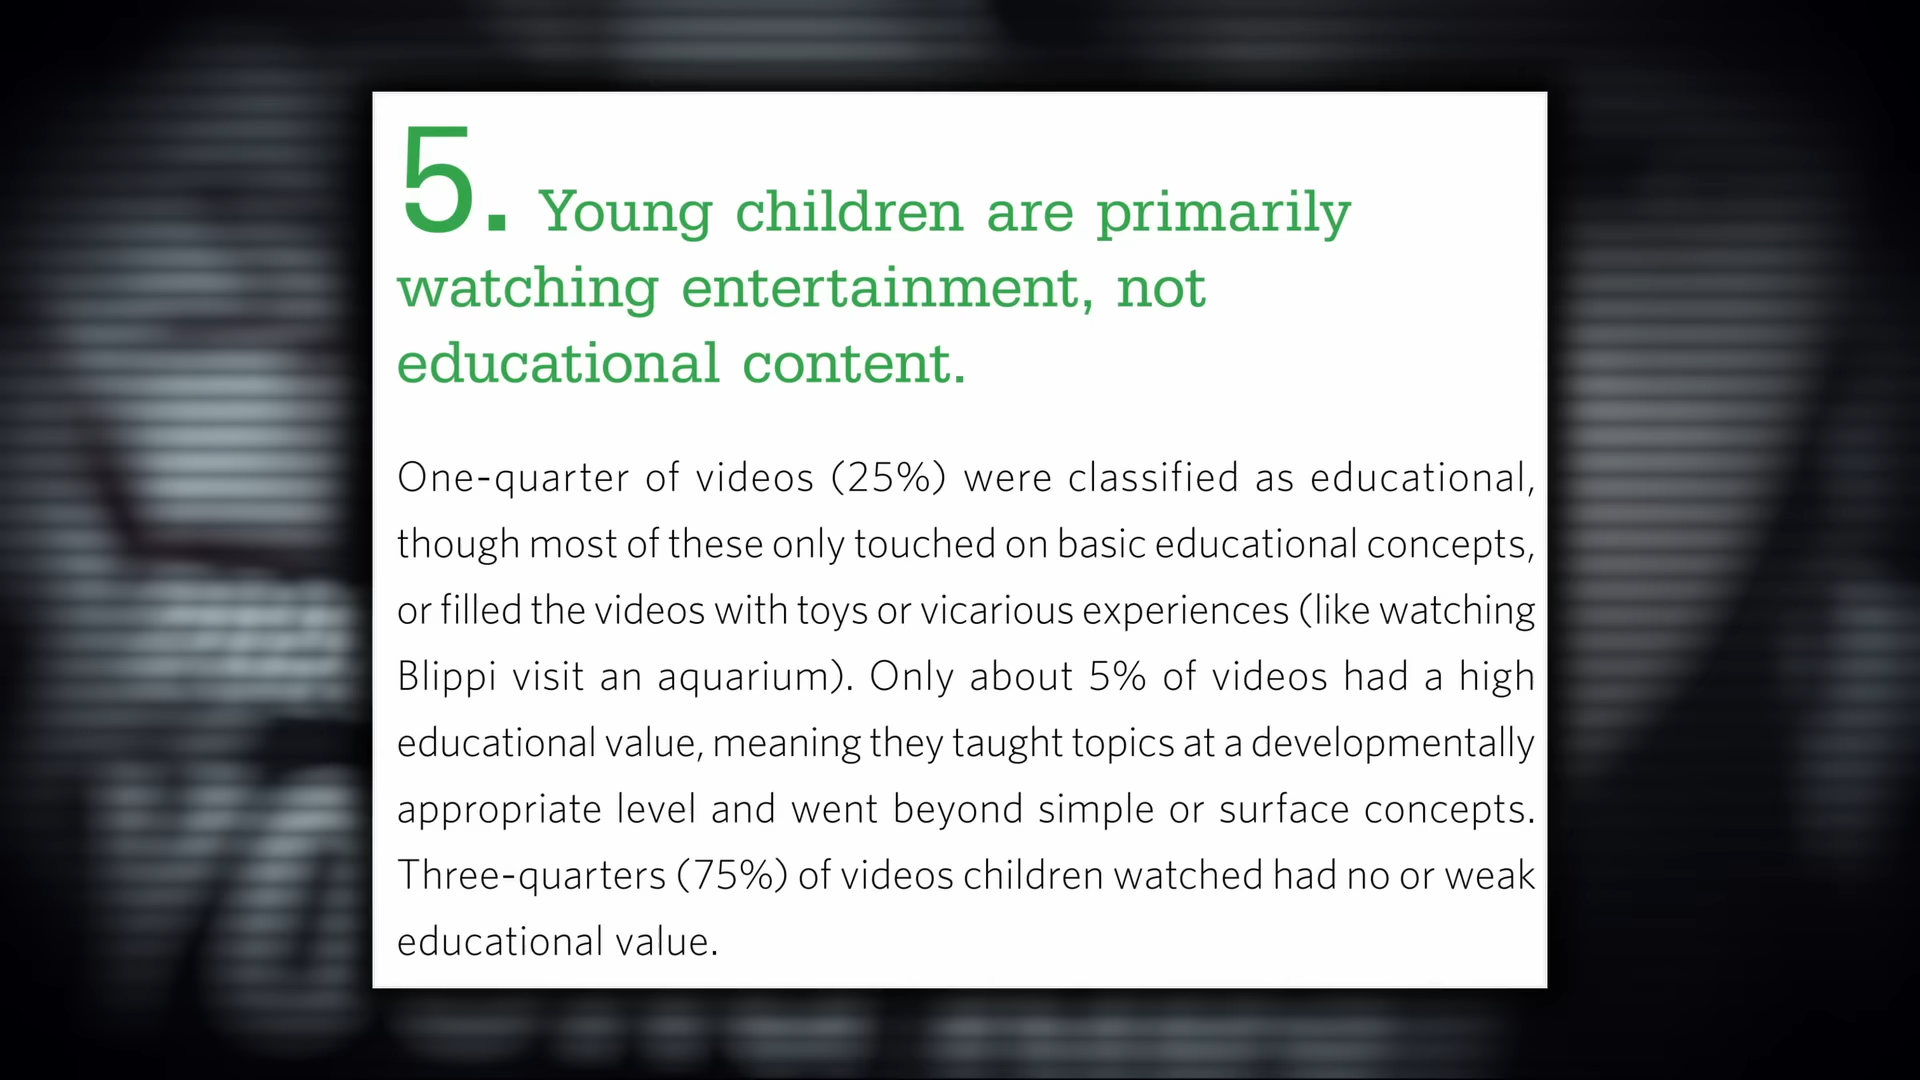 5. Young children are primarily
watching entertainment, not
educational content.
One-quarter of videos (25%) were classified as educational,
though most of these only touched on basic educational concepts,
or filled the videos with toys or vicarious experiences (like watching
Blippi visit an aquarium). Only about 5% of videos had a high
educational value, meaning they taught topics at a developmentally
appropriate level and went beyond simple or surface concepts.
Three-quarters (75%) of videos children watched had no or weak
educational value.